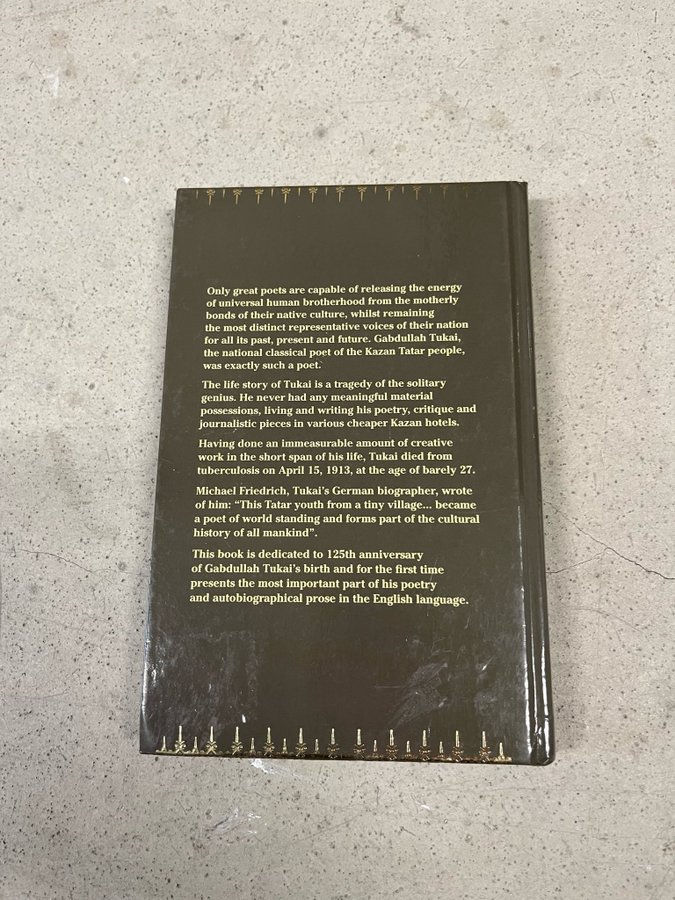 Only great poets are capable of releasing the energy
of universal human brotherhood from the motherly
bonds of their native culture, whilst remaining
the most distinct representative voices of their nation
for all its past, present and future. Gabdullah Tukai,
the national classical poet of the Kazan Tatar people,
was exactly such a poet.
The life story of Tukai is a tragedy of the solitary
genius. He never had any meaningful material
possessions, living and writing his poetry, critique and
journalistic pieces in various cheaper Kazan hotels.
Having done an immeasurable amount of creative
work in the short span of his life, Tukai died from
tuberculosis on April 15, 1913, at the age of barely 27.
Michael Friedrich, Tukai's German biographer, wrote
of him: “This Tatar youth from a tiny village... became
a poet of world standing and forms part of the cultural
history of all mankind”.
This book is dedicated to 125th anniversary
of Gabdullah Tukai's birth and for the first time
presents the most important part of his poetry
and autobiographical prose in the English language.